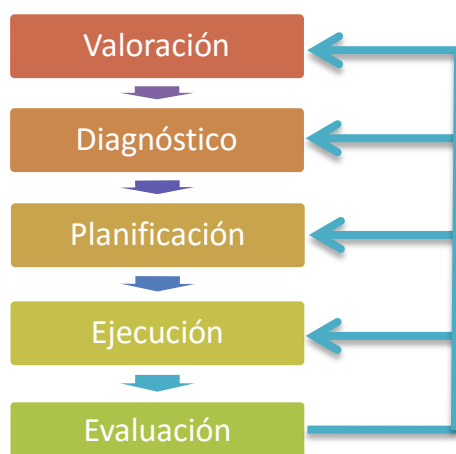 Valoración
Diagnóstico
Planificación
Ejecución
Evaluación